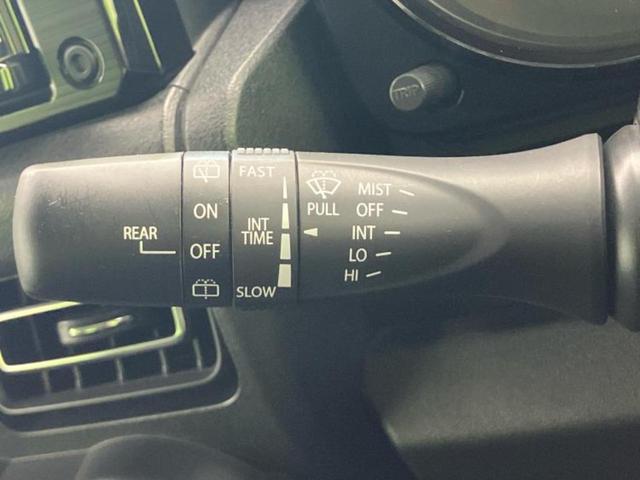 TRIP
REAR
ON
OFF
FAST
INT
TIME
SLOW
PULL
MIST
OFF
INT
LO
HI